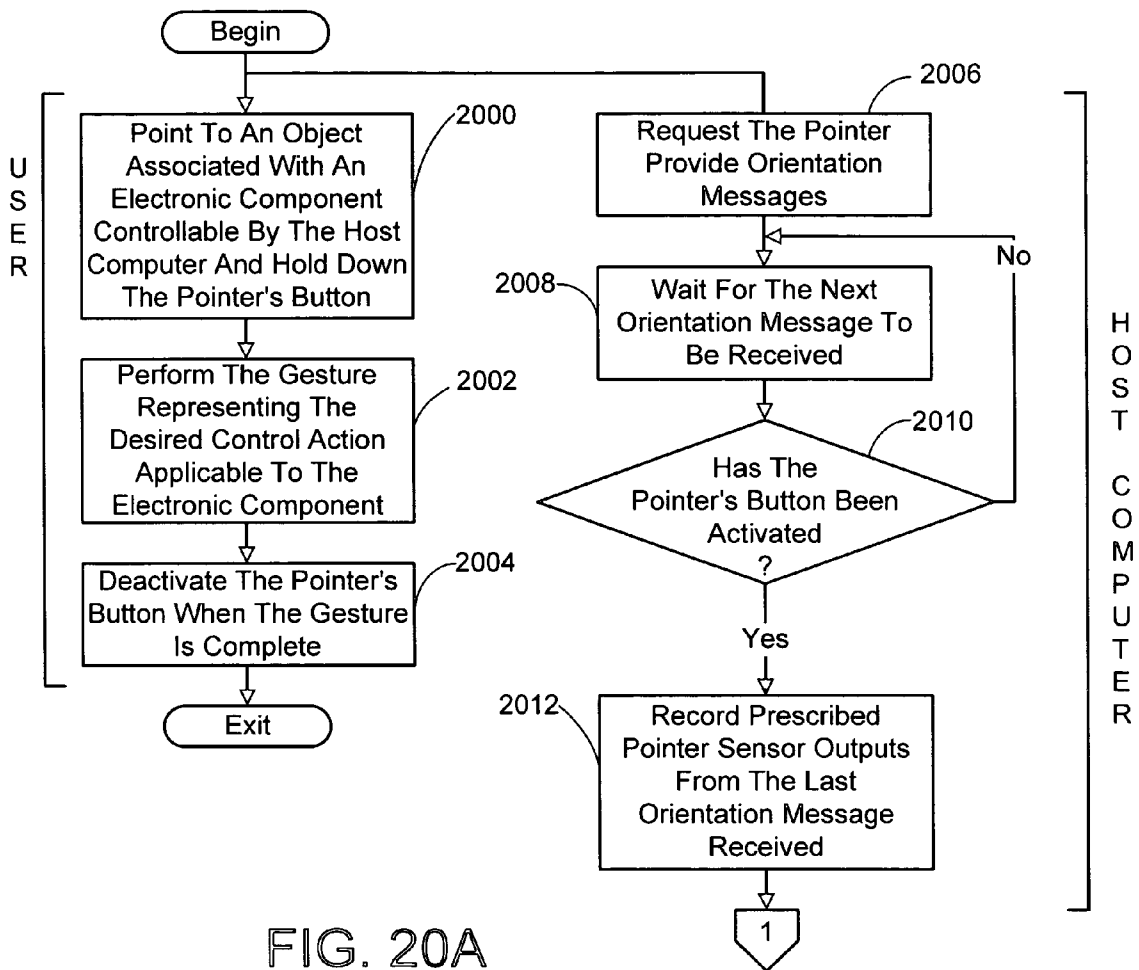 Begin
USER
2000
Point To An Object
Associated With An
Electronic Component
Controllable By The Host
Computer And Hold Down
The Pointer's Button
2002
Perform The Gesture
Representing The
Desired Control Action
Applicable To The
Electronic Component
2004
Deactivate The Pointer's
Button When The Gesture
Is Complete
Exit
2006
Request The Pointer
Provide Orientation
Messages
No
2008
Wait For The Next
Orientation Message To
Be Received
2010
Has The
Pointer's Button Been
Activated
?
Yes
2012
Record Prescribed
Pointer Sensor Outputs
From The Last
Orientation Message
Received
1
HOST COMPUTER
FIG. 20A